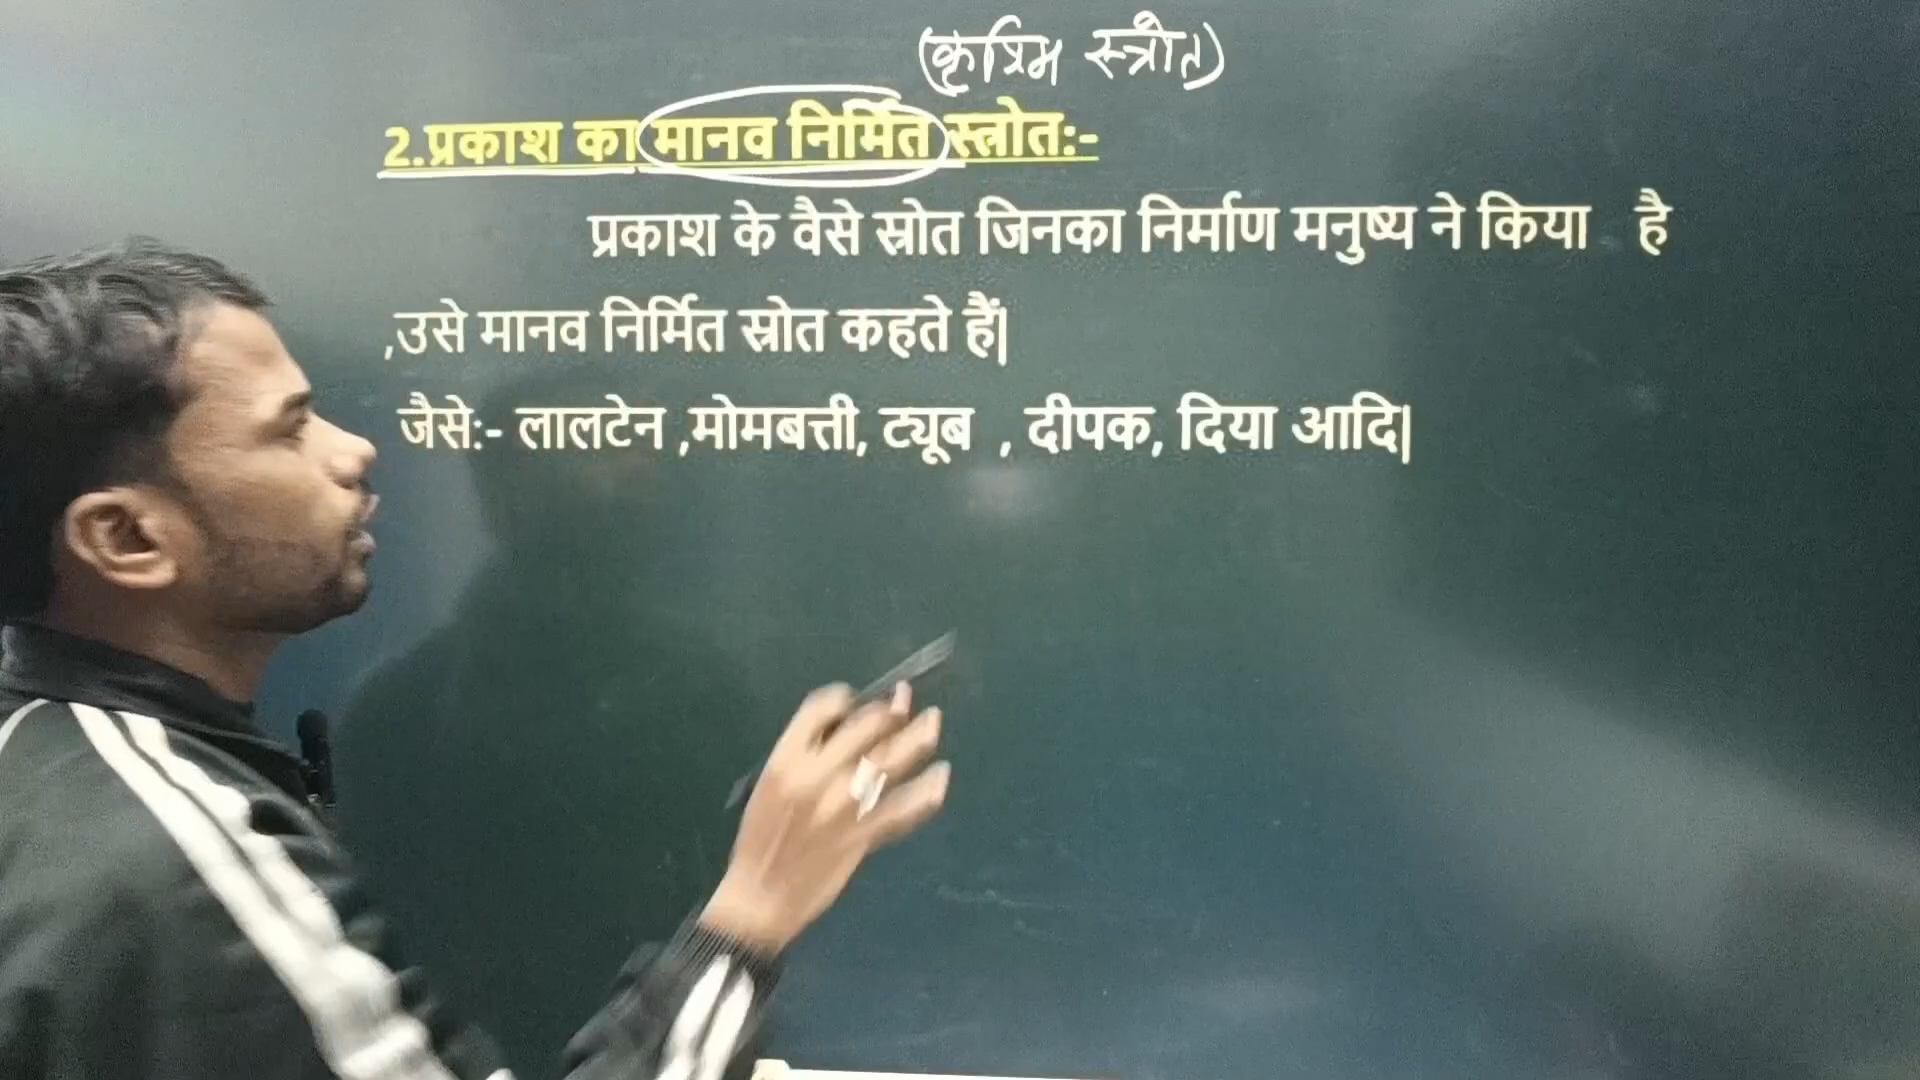 (कृत्रिम स्त्रोत)
2.प्रकाश का मानव निर्मित स्त्रोत:-
प्रकाश के वैसे स्रोत जिनका निर्माण मनुष्य ने किया है
,उसे मानव निर्मित स्रोत कहते हैं|
जैसे:- लालटेन ,मोमबत्ती, ट्यूब , दीपक, दिया आदि|